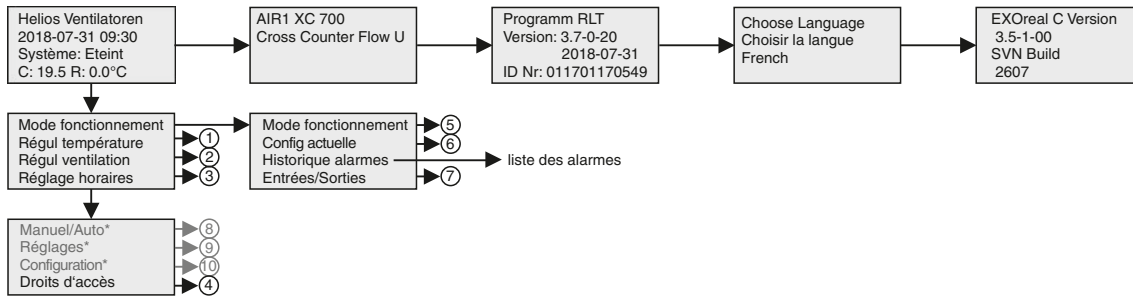 Helios Ventilatoren
2018-07-31 09:30
Système: Eteint
C: 19.5 R: 0.0°C
AIR1 XC 700
Cross Counter Flow U
Programm RLT
Version: 3.7-0-20
2018-07-31
ID Nr: 011701170549
Choose Language
Choisir la langue
French
EXOreal C Version
3.5-1-00
SVN Build
2607
Mode fonctionnement
Régul température ①
Régul ventilation ②
Réglage horaires ③
Mode fonctionnement ⑤
Config actuelle ⑥
Historique alarmes liste des alarmes
Entrées/Sorties ⑦
Manuel/Auto* ⑧
Réglages* ⑨
Configuration* ⑩
Droits d'accès ④